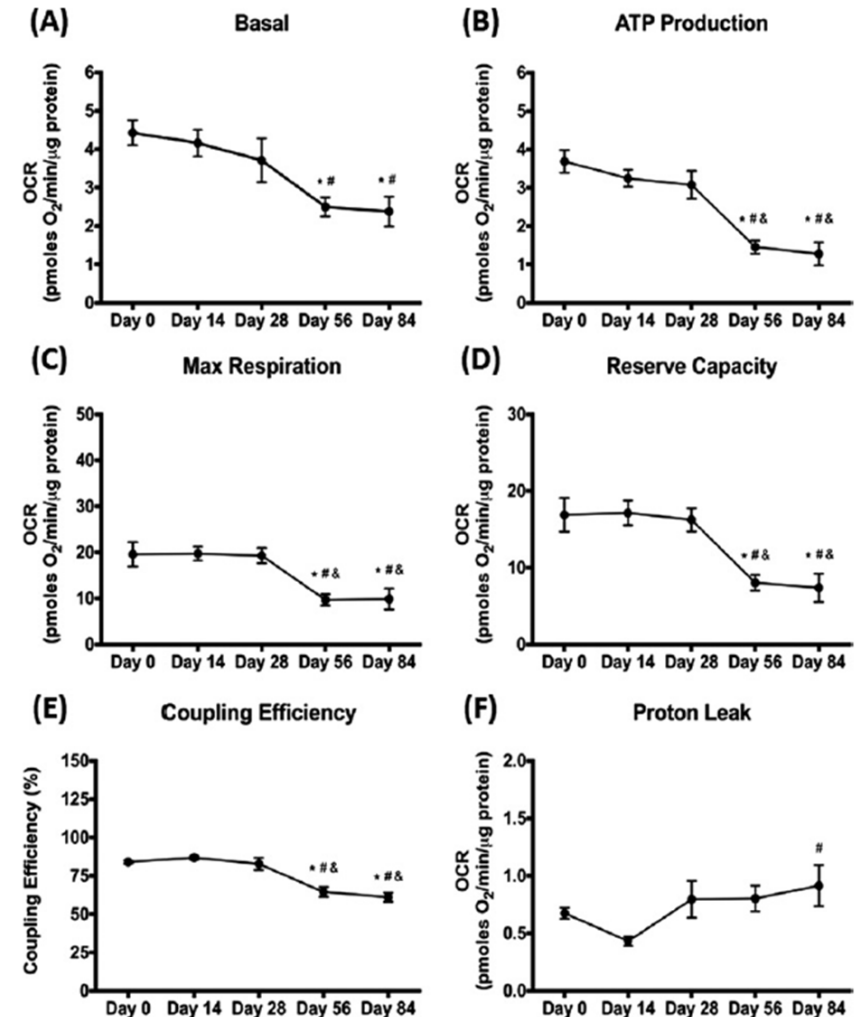 (A) Basal
OCR
(pmoles O₂/min/µg protein)
6
5
4
3
2
1
0
* #
* #
Day 0 Day 14 Day 28 Day 56 Day 84
(B) ATP Production
OCR
(pmoles O₂/min/µg protein)
6
5
4
3
2
1
0
* # &
* # &
Day 0 Day 14 Day 28 Day 56 Day 84
(C) Max Respiration
OCR
(pmoles O₂/min/µg protein)
50
40
30
20
10
0
* # &
* # &
Day 0 Day 14 Day 28 Day 56 Day 84
(D) Reserve Capacity
OCR
(pmoles O₂/min/µg protein)
30
20
10
0
* # &
* # &
Day 0 Day 14 Day 28 Day 56 Day 84
(E) Coupling Efficiency
Coupling Efficiency (%)
150
125
100
75
50
25
0
* # &
* # &
Day 0 Day 14 Day 28 Day 56 Day 84
(F) Proton Leak
OCR
(pmoles O₂/min/µg protein)
2.0
1.5
1.0
0.5
0.0
#
Day 0 Day 14 Day 28 Day 56 Day 84